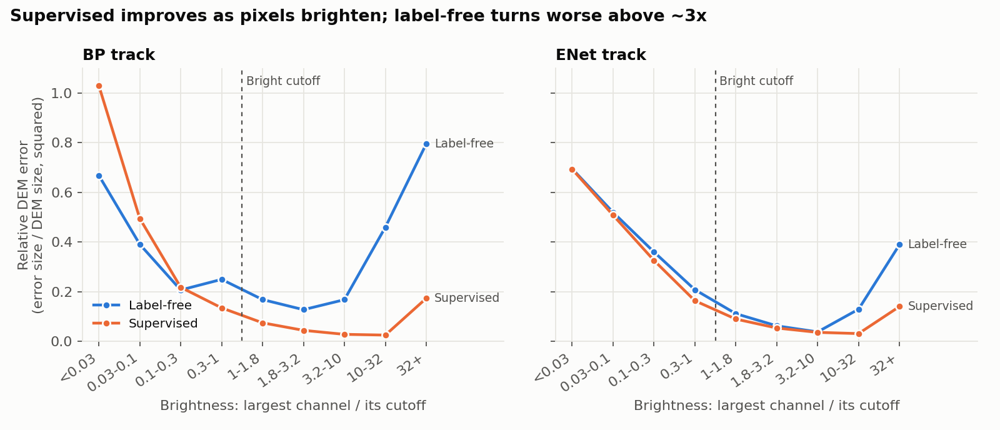 Supervised improves as pixels brighten; label-free turns worse above ~3x
BP track
Relative DEM error
(error size / DEM size, squared)
1.0
0.8
0.6
0.4
0.2
0.0
Bright cutoff
Label-free
Supervised
Label-free
Supervised
<0.03
0.03-0.1
0.1-0.3
0.3-1
1-1.8
1.8-3.2
3.2-10
10-32
32+
Brightness: largest channel / its cutoff
ENet track
Bright cutoff
Label-free
Supervised
<0.03
0.03-0.1
0.1-0.3
0.3-1
1-1.8
1.8-3.2
3.2-10
10-32
32+
Brightness: largest channel / its cutoff